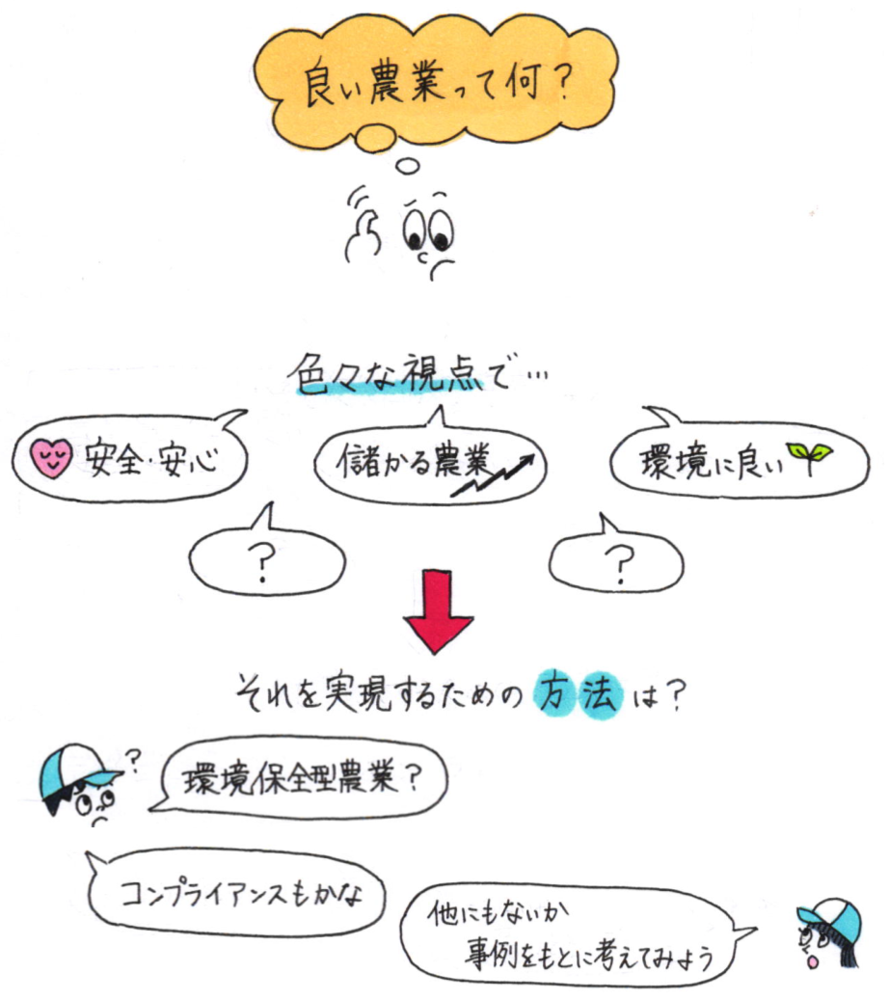 良い農業って何？
色々な視点で…
安全・安心
儲かる農業
環境に良い
？
？
それを実現するための方法は？
？
環境保全型農業？
コンプライアンスもかな
他にもないか
事例をもとに考えてみよう